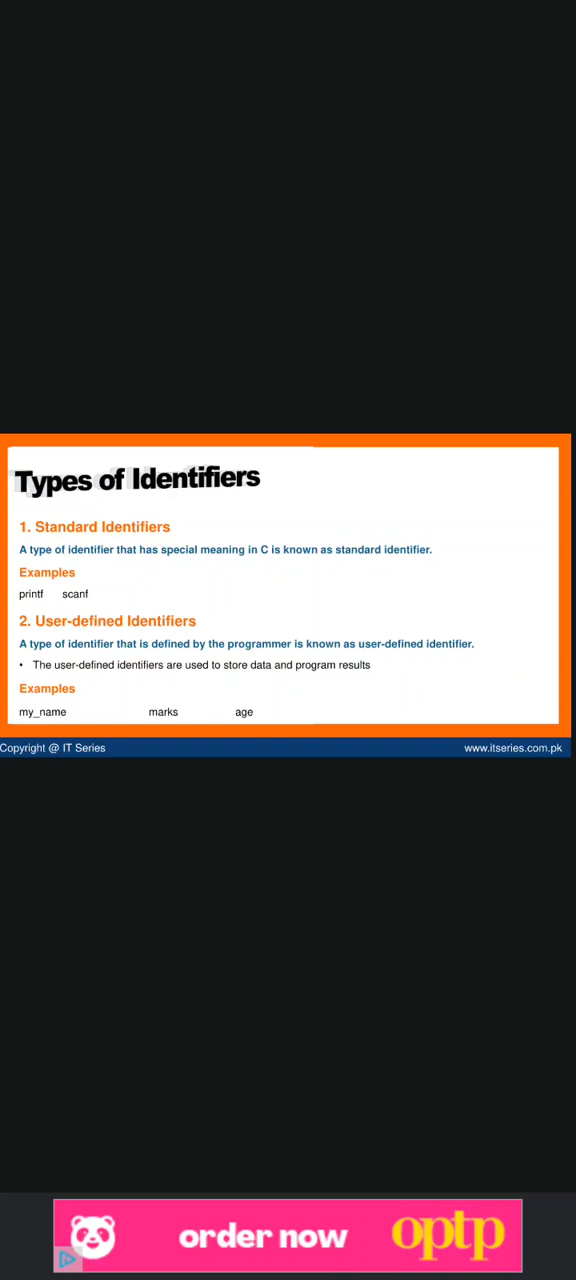 Types of Identifiers
1. Standard Identifiers
A type of identifier that has special meaning in C is known as standard identifier.
Examples
printf scanf
2. User-defined Identifiers
A type of identifier that is defined by the programmer is known as user-defined identifier.
• The user-defined identifiers are used to store data and program results
Examples
my_name marks age
Copyright @ IT Series www.itseries.com.pk
order now optp